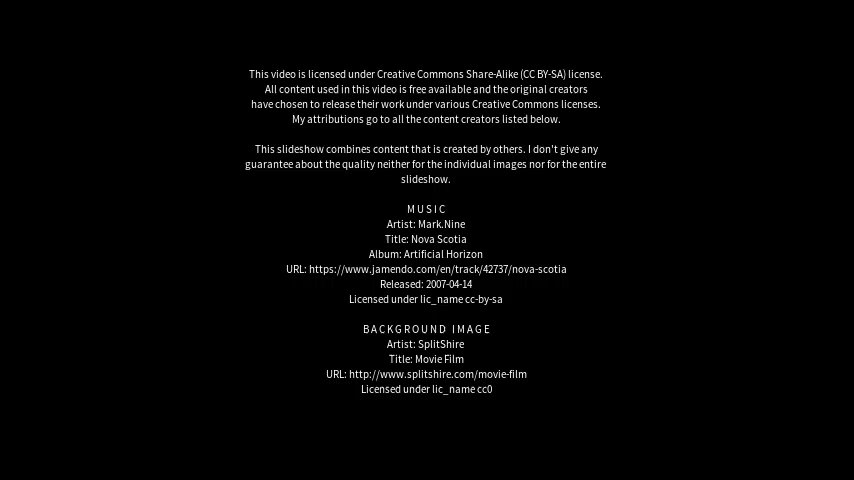 This video is licensed under Creative Commons Share-Alike (CC BY-SA) license.
All content used in this video is free available and the original creators
have chosen to release their work under various Creative Commons licenses.
My attributions go to all the content creators listed below.
This slideshow combines content that is created by others. I don't give any
guarantee about the quality neither for the individual images nor for the entire
slideshow.
MUSIC
Artist: Mark.Nine
Title: Nova Scotia
Album: Artificial Horizon
URL: https://www.jamendo.com/en/track/42737/nova-scotia
Released: 2007-04-14
Licensed under lic_name cc-by-sa
BACKGROUND IMAGE
Artist: SplitShire
Title: Movie Film
URL: http://www.splitshire.com/movie-film
Licensed under lic_name cc0